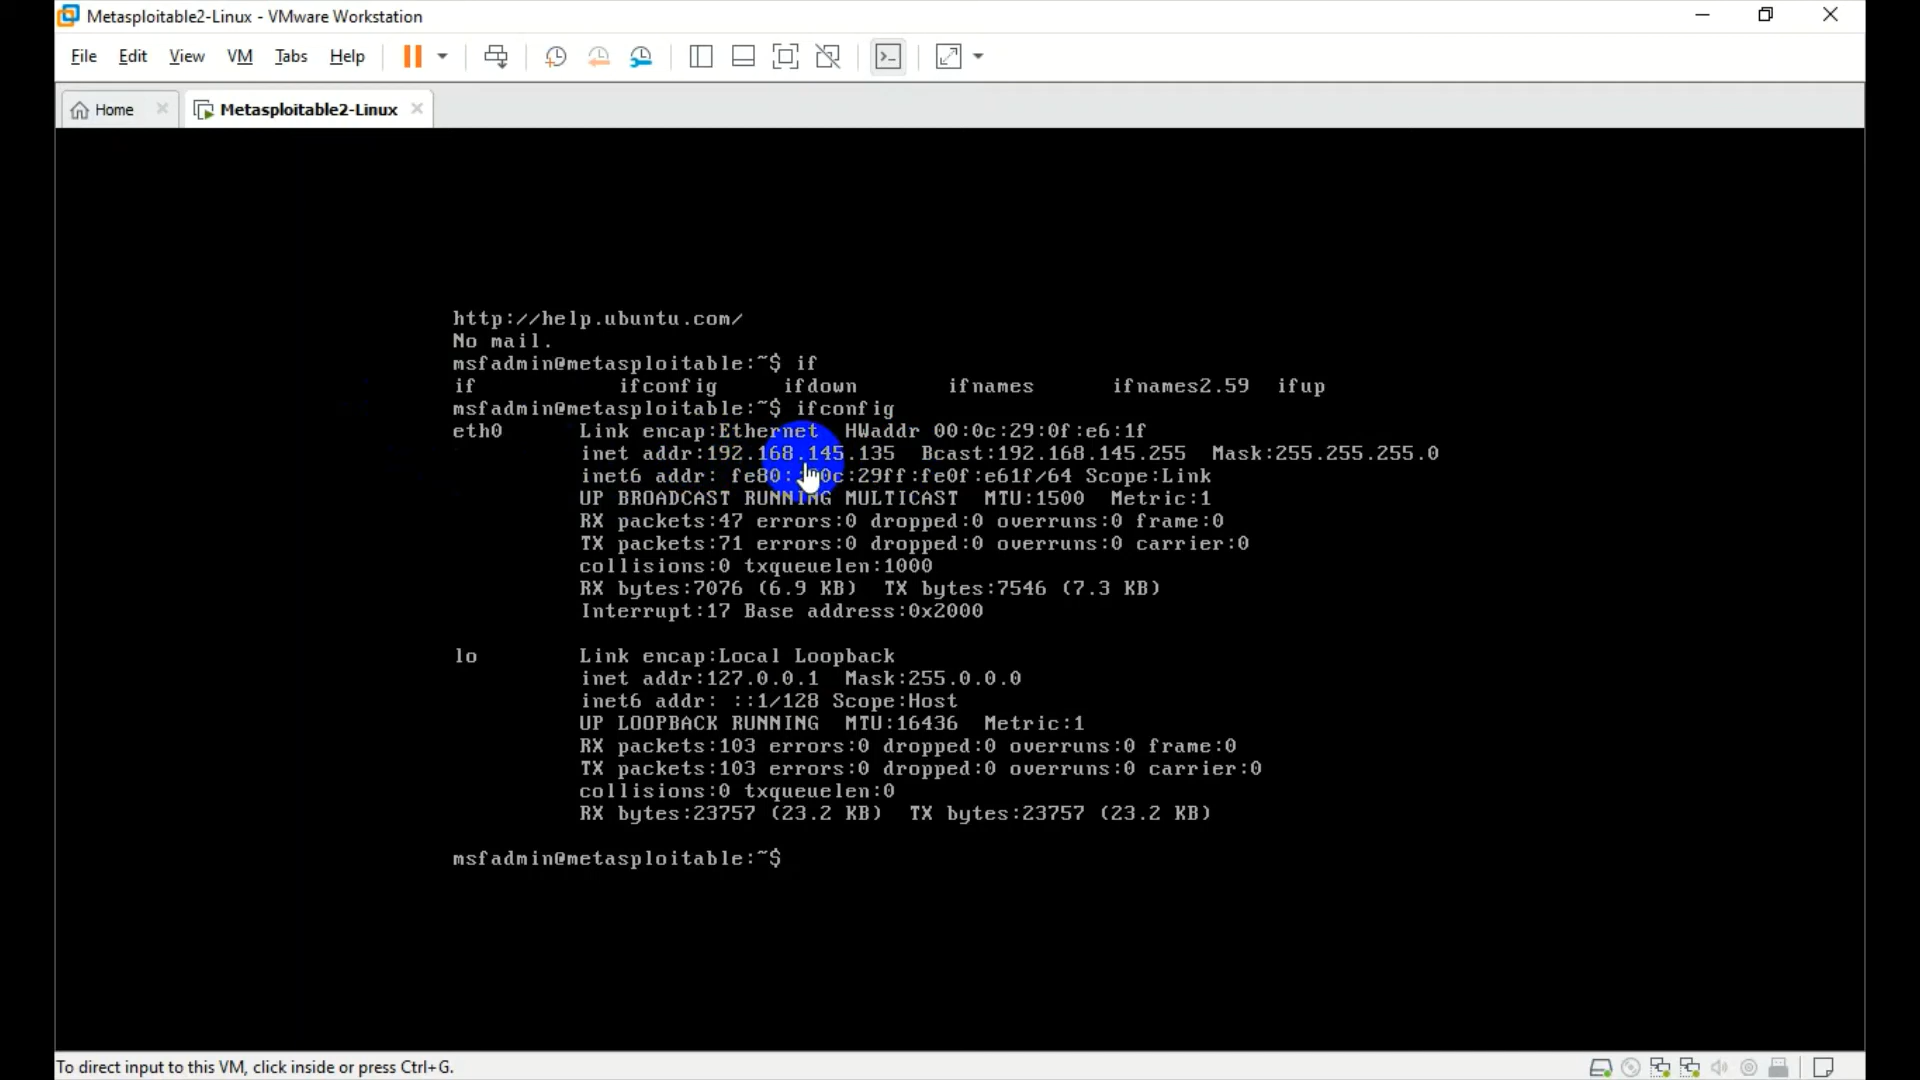 Metasploitable2-Linux - VMware Workstation
File Edit View VM Tabs Help
Home Metasploitable2-Linux
http://help.ubuntu.com/
No mail.
msfadmin@metasploitable:~$ if
if ifconfig ifdown ifnames ifnames2.59 ifup
msfadmin@metasploitable:~$ ifconfig
eth0 Link encap:Ethernet HWaddr 00:0c:29:0f:e6:1f
inet addr:192.168.145.135 Bcast:192.168.145.255 Mask:255.255.255.0
inet6 addr: Scope:Link
UP BROADCAST RUNNING MULTICAST MTU:1500 Metric:1
RX packets:47 errors:0 dropped:0 overruns:0 frame:0
TX packets:71 errors:0 dropped:0 overruns:0 carrier:0
collisions:0 txqueuelen:1000
RX bytes:7076 (6.9 KB) TX bytes:7546 (7.3 KB)
Interrupt:17 Base address:0x2000
lo Link encap:Local Loopback
inet addr:127.0.0.1 Mask:255.0.0.0
inet6 addr: ::1/128 Scope:Host
UP LOOPBACK RUNNING MTU:16436 Metric:1
RX packets:103 errors:0 dropped:0 overruns:0 frame:0
TX packets:103 errors:0 dropped:0 overruns:0 carrier:0
collisions:0 txqueuelen:0
RX bytes:23757 (23.2 KB) TX bytes:23757 (23.2 KB)
msfadmin@metasploitable:~$
To direct input to this VM, click inside or press Ctrl+G.